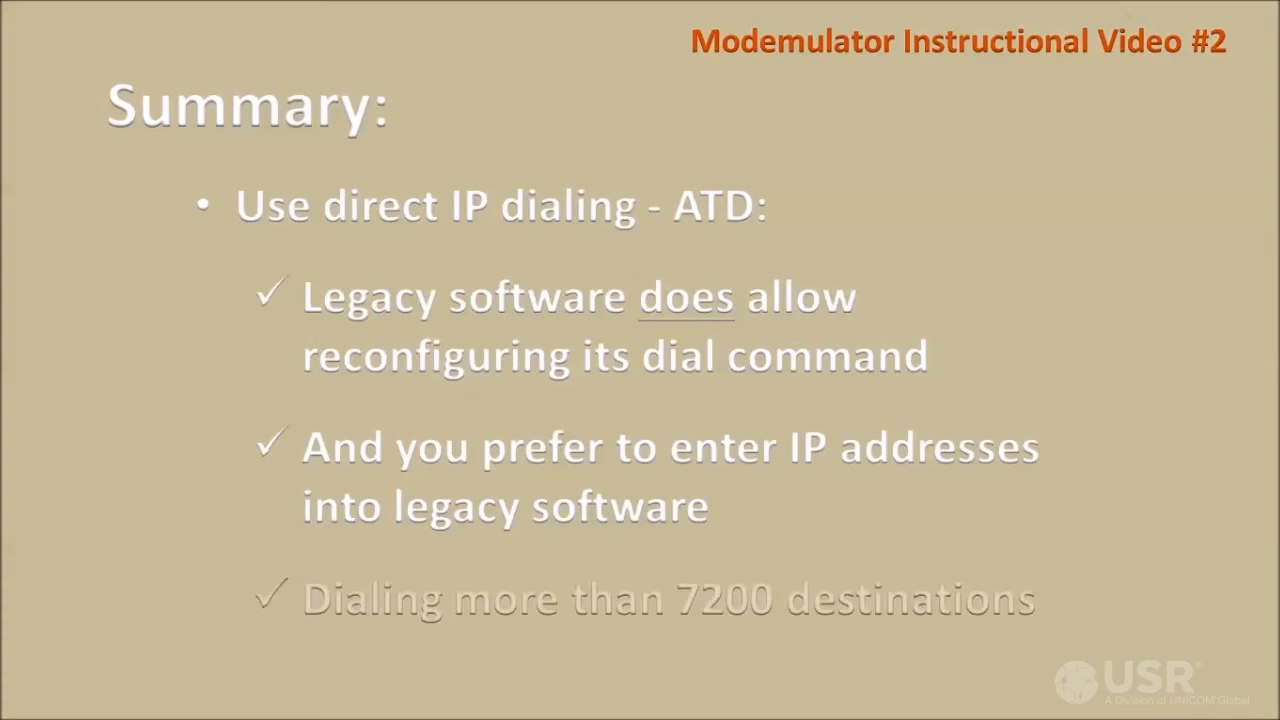 Modemulator Instructional Video #2
Summary:
• Use direct IP dialing - ATD:
✓ Legacy software does allow
reconfiguring its dial command
✓ And you prefer to enter IP addresses
into legacy software
✓ Dialing more than 7200 destinations
USR®
A Division of UNICOM® Global